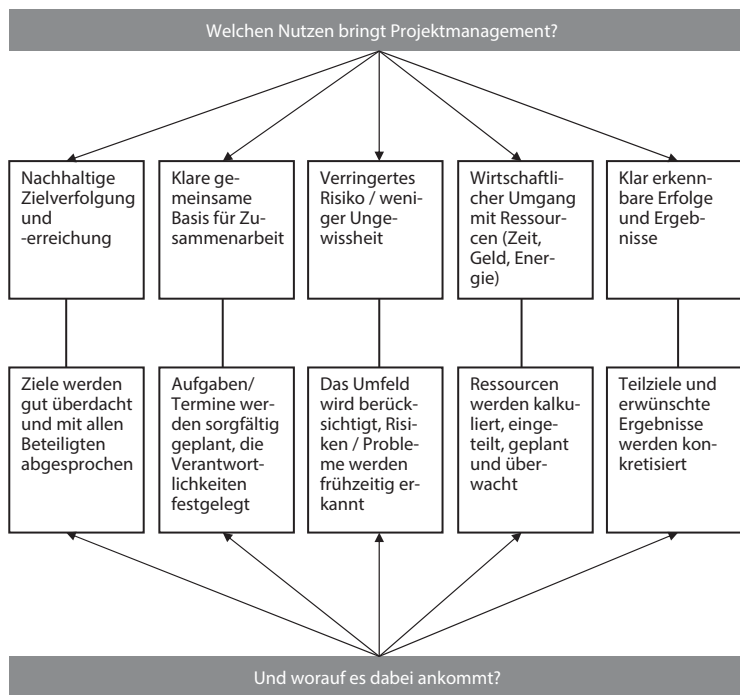 Welchen Nutzen bringt Projektmanagement?
Nachhaltige
Zielverfolgung
und
-erreichung
Klare ge-
meinsame
Basis für Zu-
sammenarbeit
Verringertes
Risiko / weni-
ger Unge-
wissheit
Wirtschaftli-
cher Umgang
mit Ressour-
cen (Zeit,
Geld, Ener-
gie)
Klar erkenn-
bare Erfolge
und Ergeb-
nisse
Ziele werden
gut überdacht
und mit allen
Beteiligten
abgesprochen
Aufgaben/
Termine wer-
den sorgfältig
geplant, die
Verantwort-
lichkeiten
festgelegt
Das Umfeld
wird berück-
sichtigt, Risi-
ken / Proble-
me werden
frühzeitig er-
kannt
Ressourcen
werden kalku-
liert, einge-
teilt, geplant
und über-
wacht
Teilziele und
erwünschte
Ergebnisse
werden kon-
kretisiert
Und worauf es dabei ankommt?